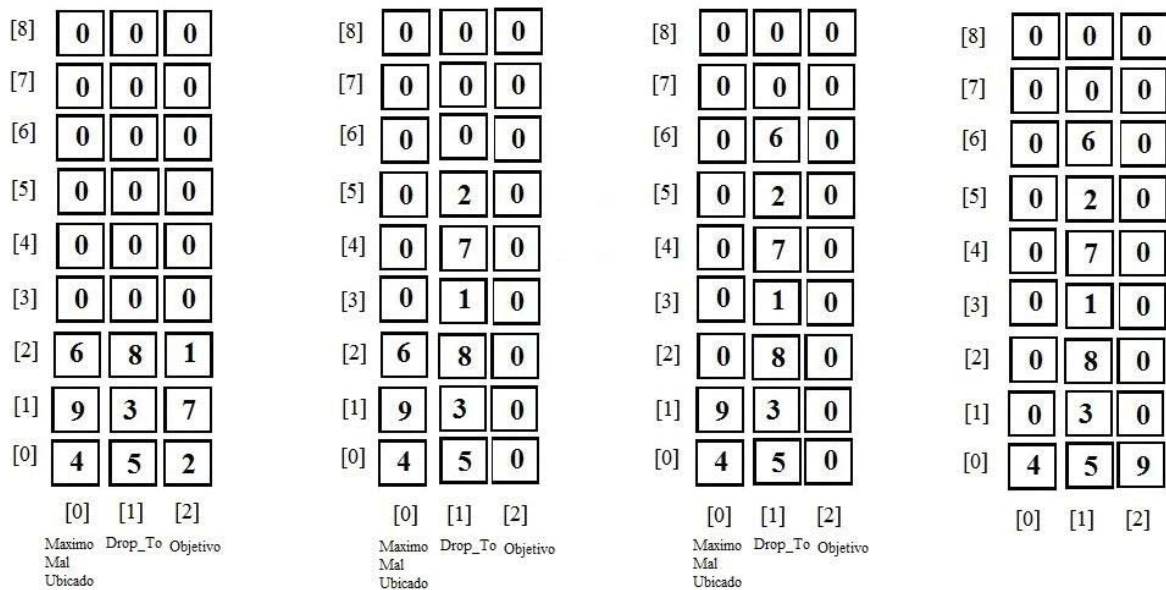 [8] 0 0 0
[7] 0 0 0
[6] 0 0 0
[5] 0 0 0
[4] 0 0 0
[3] 0 0 0
[2] 6 8 1
[1] 9 3 7
[0] 4 5 2
[0] [1] [2]
Maximo Drop_To Objetivo
Mal
Ubicado
[8] 0 0 0
[7] 0 0 0
[6] 0 0 0
[5] 0 2 0
[4] 0 7 0
[3] 0 1 0
[2] 6 8 0
[1] 9 3 0
[0] 4 5 0
[0] [1] [2]
Maximo Drop_To Objetivo
Mal
Ubicado
[8] 0 0 0
[7] 0 0 0
[6] 0 6 0
[5] 0 2 0
[4] 0 7 0
[3] 0 1 0
[2] 0 8 0
[1] 9 3 0
[0] 4 5 0
[0] [1] [2]
Maximo Drop_To Objetivo
Mal
Ubicado
[8] 0 0 0
[7] 0 0 0
[6] 0 6 0
[5] 0 2 0
[4] 0 7 0
[3] 0 1 0
[2] 0 8 0
[1] 0 3 0
[0] 4 5 9
[0] [1] [2]